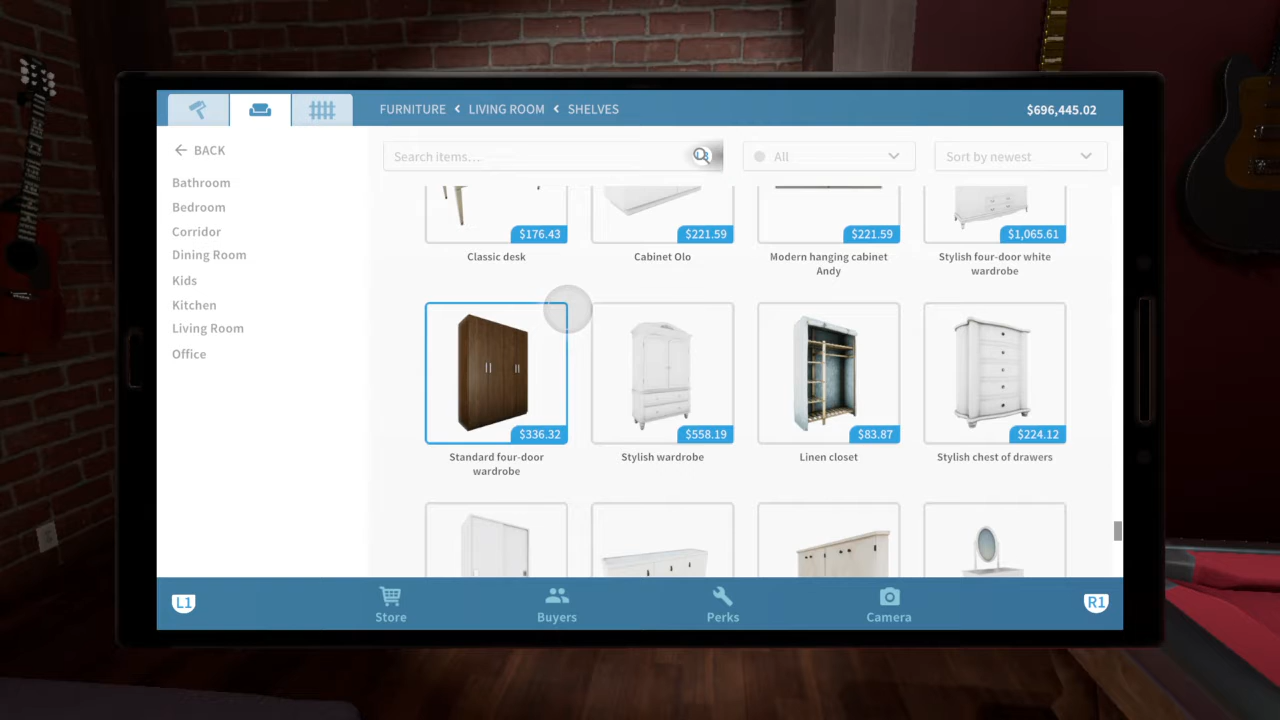 FURNITURE < LIVING ROOM < SHELVES
$696,445.02
BACK
Search items...
All
Sort by newest
Bathroom
Bedroom
Corridor
Dining Room
Kids
Kitchen
Living Room
Office
$176.43
$221.59
$221.59
$1,065.61
Classic desk
Cabinet Olo
Modern hanging cabinet
Andy
Stylish four-door white
wardrobe
$336.32
$558.19
$83.87
$224.12
Standard four-door
wardrobe
Stylish wardrobe
Linen closet
Stylish chest of drawers
L1
Store
Buyers
Perks
Camera
R1